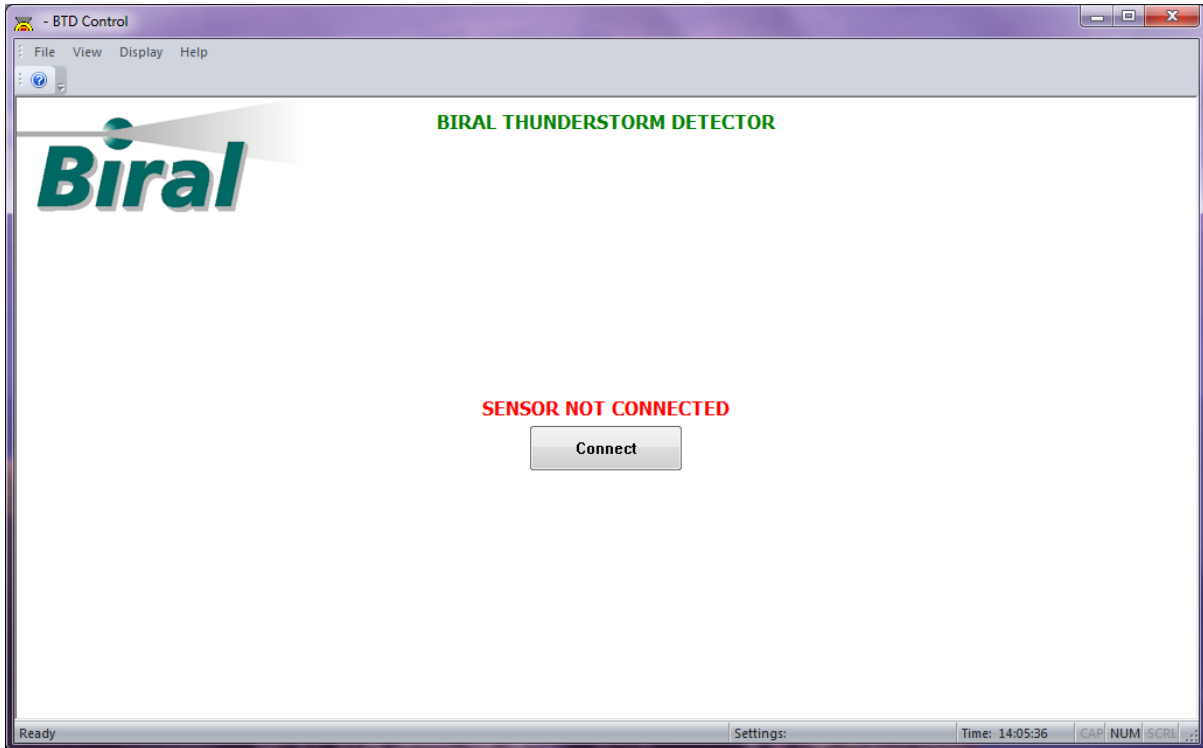 - BTD Control
File View Display Help
BIRAL THUNDERSTORM DETECTOR
Biral
SENSOR NOT CONNECTED
Connect
Ready Settings: Time: 14:05:36 CAP NUM SCRL